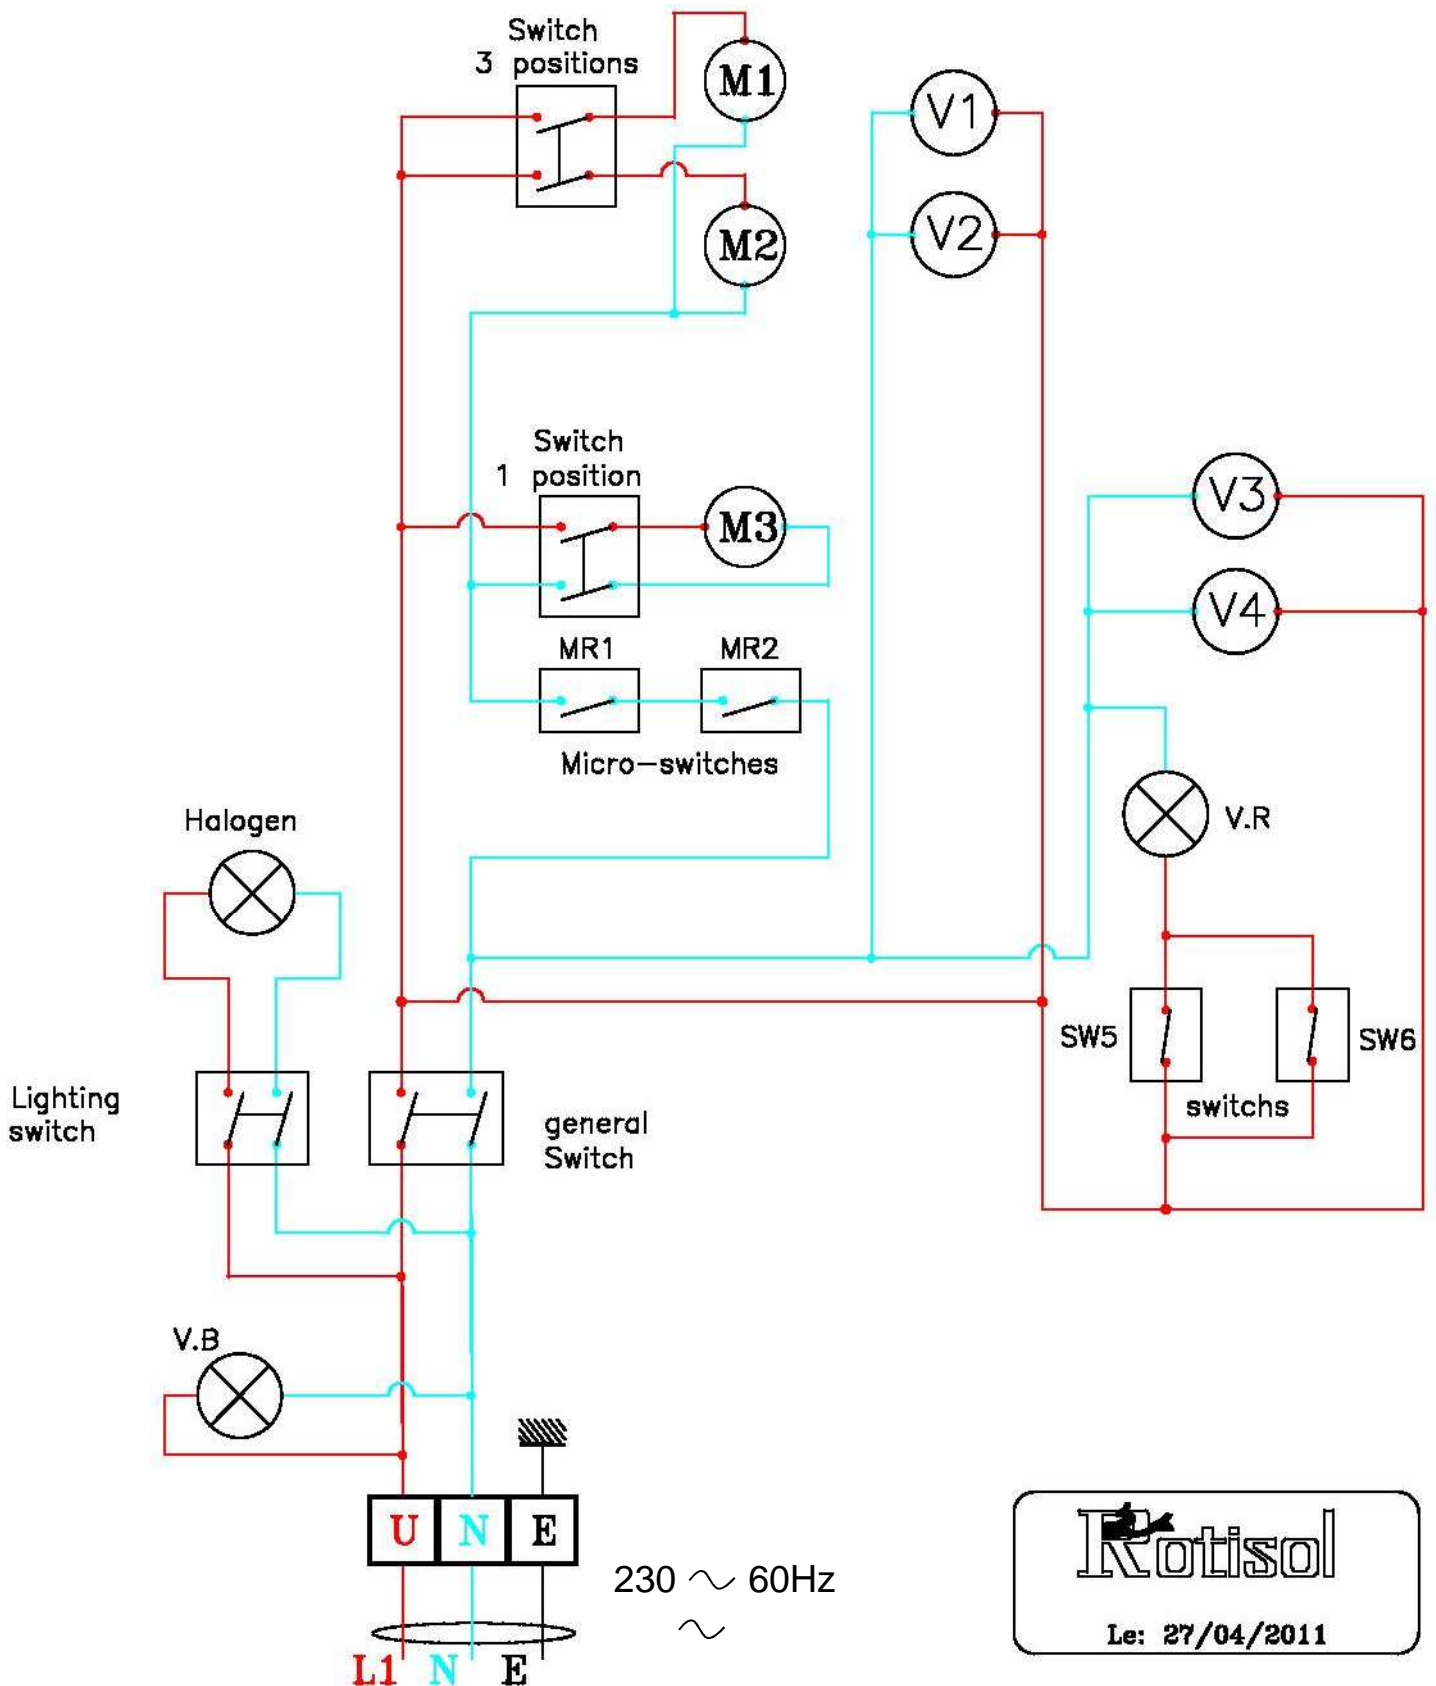 Switch
3 positions
M1
V1
V2
M2
Switch
1 position
M3
V3
V4
MR1
MR2
Micro-switches
Halogen
V.R
SW5
SW6
switchs
Lighting
switch
general
Switch
V.B
U
N
E
230 ~ 60Hz
~
L1
N
E
Rotisol
Le: 27/04/2011